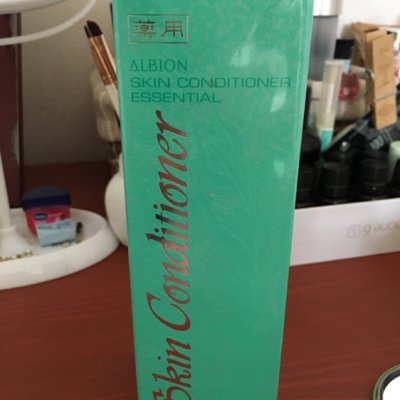 薬用
ALBION
SKIN CONDITIONER
ESSENTIAL
Skin Conditioner